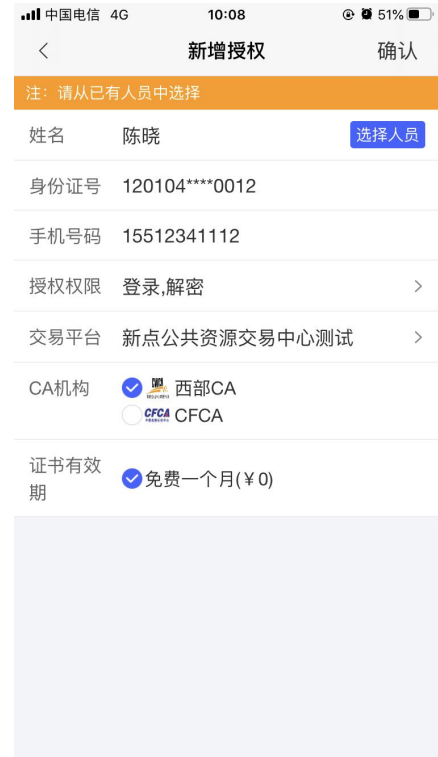 中国电信 4G 10:08 51%
新增授权 确认
注：请从已有人员中选择
姓名 陈晓 选择人员
身份证号 120104****0012
手机号码 15512341112
授权权限 登录,解密
交易平台 新点公共资源交易中心测试
CA机构 西部CA
CFCA CFCA
证书有效期 免费一个月(￥0)